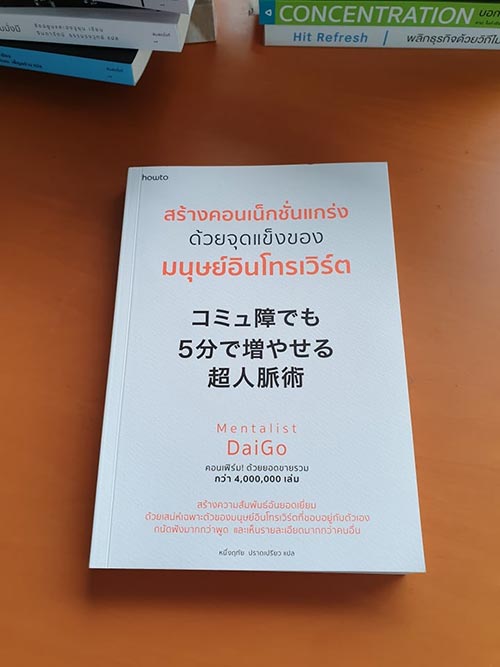 CONCENTRATION
Hit Refresh | พลิกธุรกิจด้วยวิถีไม
howto
สร้างคอนเน็กชั่นแกร่ง
ด้วยจุดแข็งของ
มนุษย์อินโทรเวิร์ต
コミュ障でも
5分で増やせる
超人脈術
Mentalist
DaiGo
คอนเฟิร์ม! ด้วยยอดขายรวม
กว่า 4,000,000 เล่ม
สร้างความสัมพันธ์อันยอดเยี่ยม
ด้วยเสน่ห์เฉพาะตัวของมนุษย์อินโทรเวิร์ตที่ชอบอยู่กับตัวเอง
ถนัดฟังมากกว่าพูด และเห็นรายละเอียดมากกว่าคนอื่น
หนึ่งฤทัย ปราดเปรียว แปล